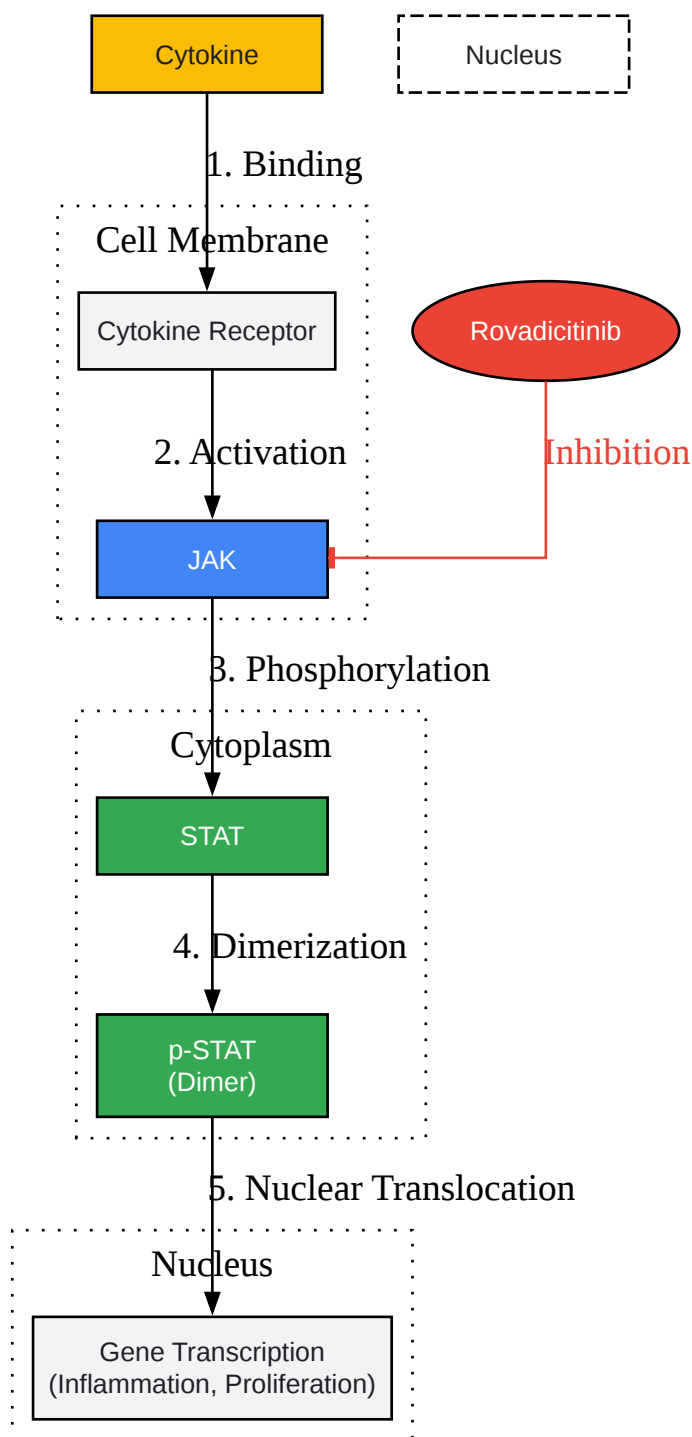 Cytokine
Nucleus
1. Binding
Cell Membrane
Cytokine Receptor
Rovadicitinib
2. Activation
Inhibition
JAK
3. Phosphorylation
Cytoplasm
STAT
4. Dimerization
p-STAT
(Dimer)
5. Nuclear Translocation
Nucleus
Gene Transcription
(Inflammation, Proliferation)